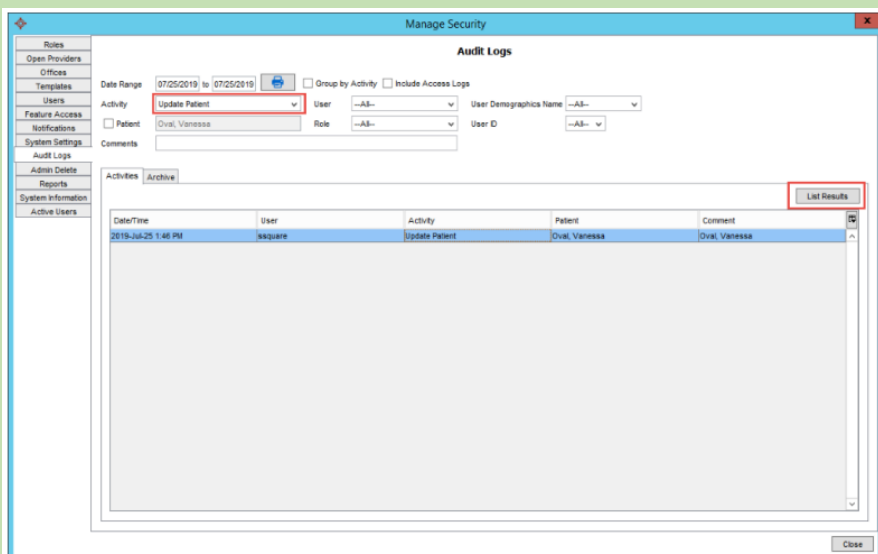 Manage Security
x
Roles
Open Providers
Offices
Templates
Users
Feature Access
Notifications
System Settings
Audit Logs
Admin Delete
Reports
System Information
Active Users
Audit Logs
Date Range 07/25/2019 to 07/25/2019 Group by Activity Include Access Logs
Activity Update Patient User --All-- User Demographics Name --All--
Patient Oval, Vanessa Role --All-- User ID --All--
Comments
Activities Archive
List Results
Date/Time User Activity Patient Comment
2019-Jul-25 1:46 PM ssquare Update Patient Oval, Vanessa Oval, Vanessa
Close